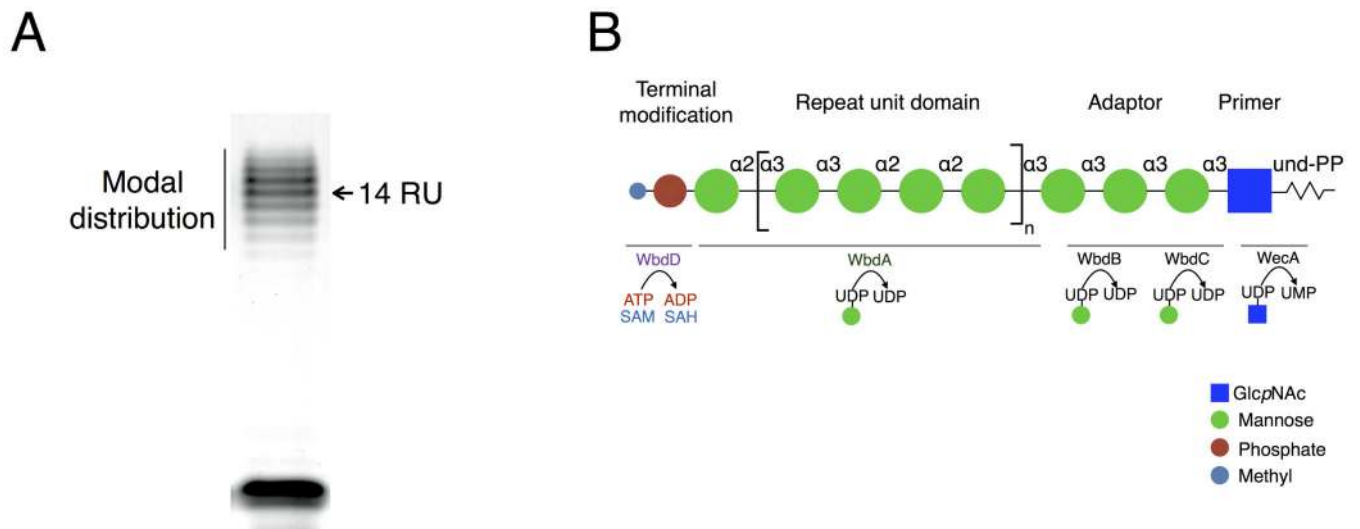 A
Modal
distribution
14 RU
B
Terminal
modification
Repeat unit domain
Adaptor
Primer
α2 α3 α3 α2 α2 α3 α3 α3 α3 und-PP
n
WbdD WbdA WbdB WbdC WecA
ATP ADP UDP UDP UDP UDP UDP UDP UDP UMP
SAM SAH
GlcpNAc
Mannose
Phosphate
Methyl